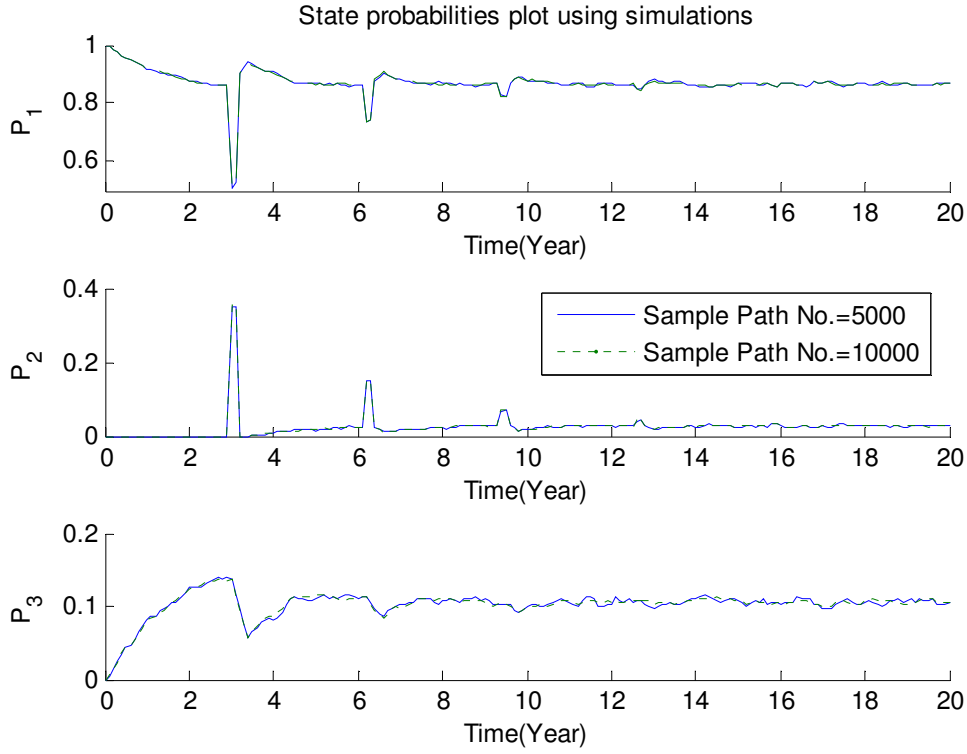 State probabilities plot using simulations
1
0.8
0.6
P1
0 2 4 6 8 10 12 14 16 18 20
Time(Year)
0.4
0.2
0
P2
Sample Path No.=5000
Sample Path No.=10000
0 2 4 6 8 10 12 14 16 18 20
Time(Year)
0.2
0.1
0
P3
0 2 4 6 8 10 12 14 16 18 20
Time(Year)